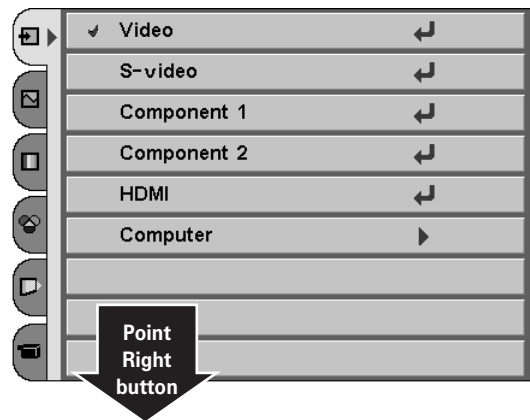 Video
S-video
Component 1
Component 2
HDMI
Computer
Point
Right
button